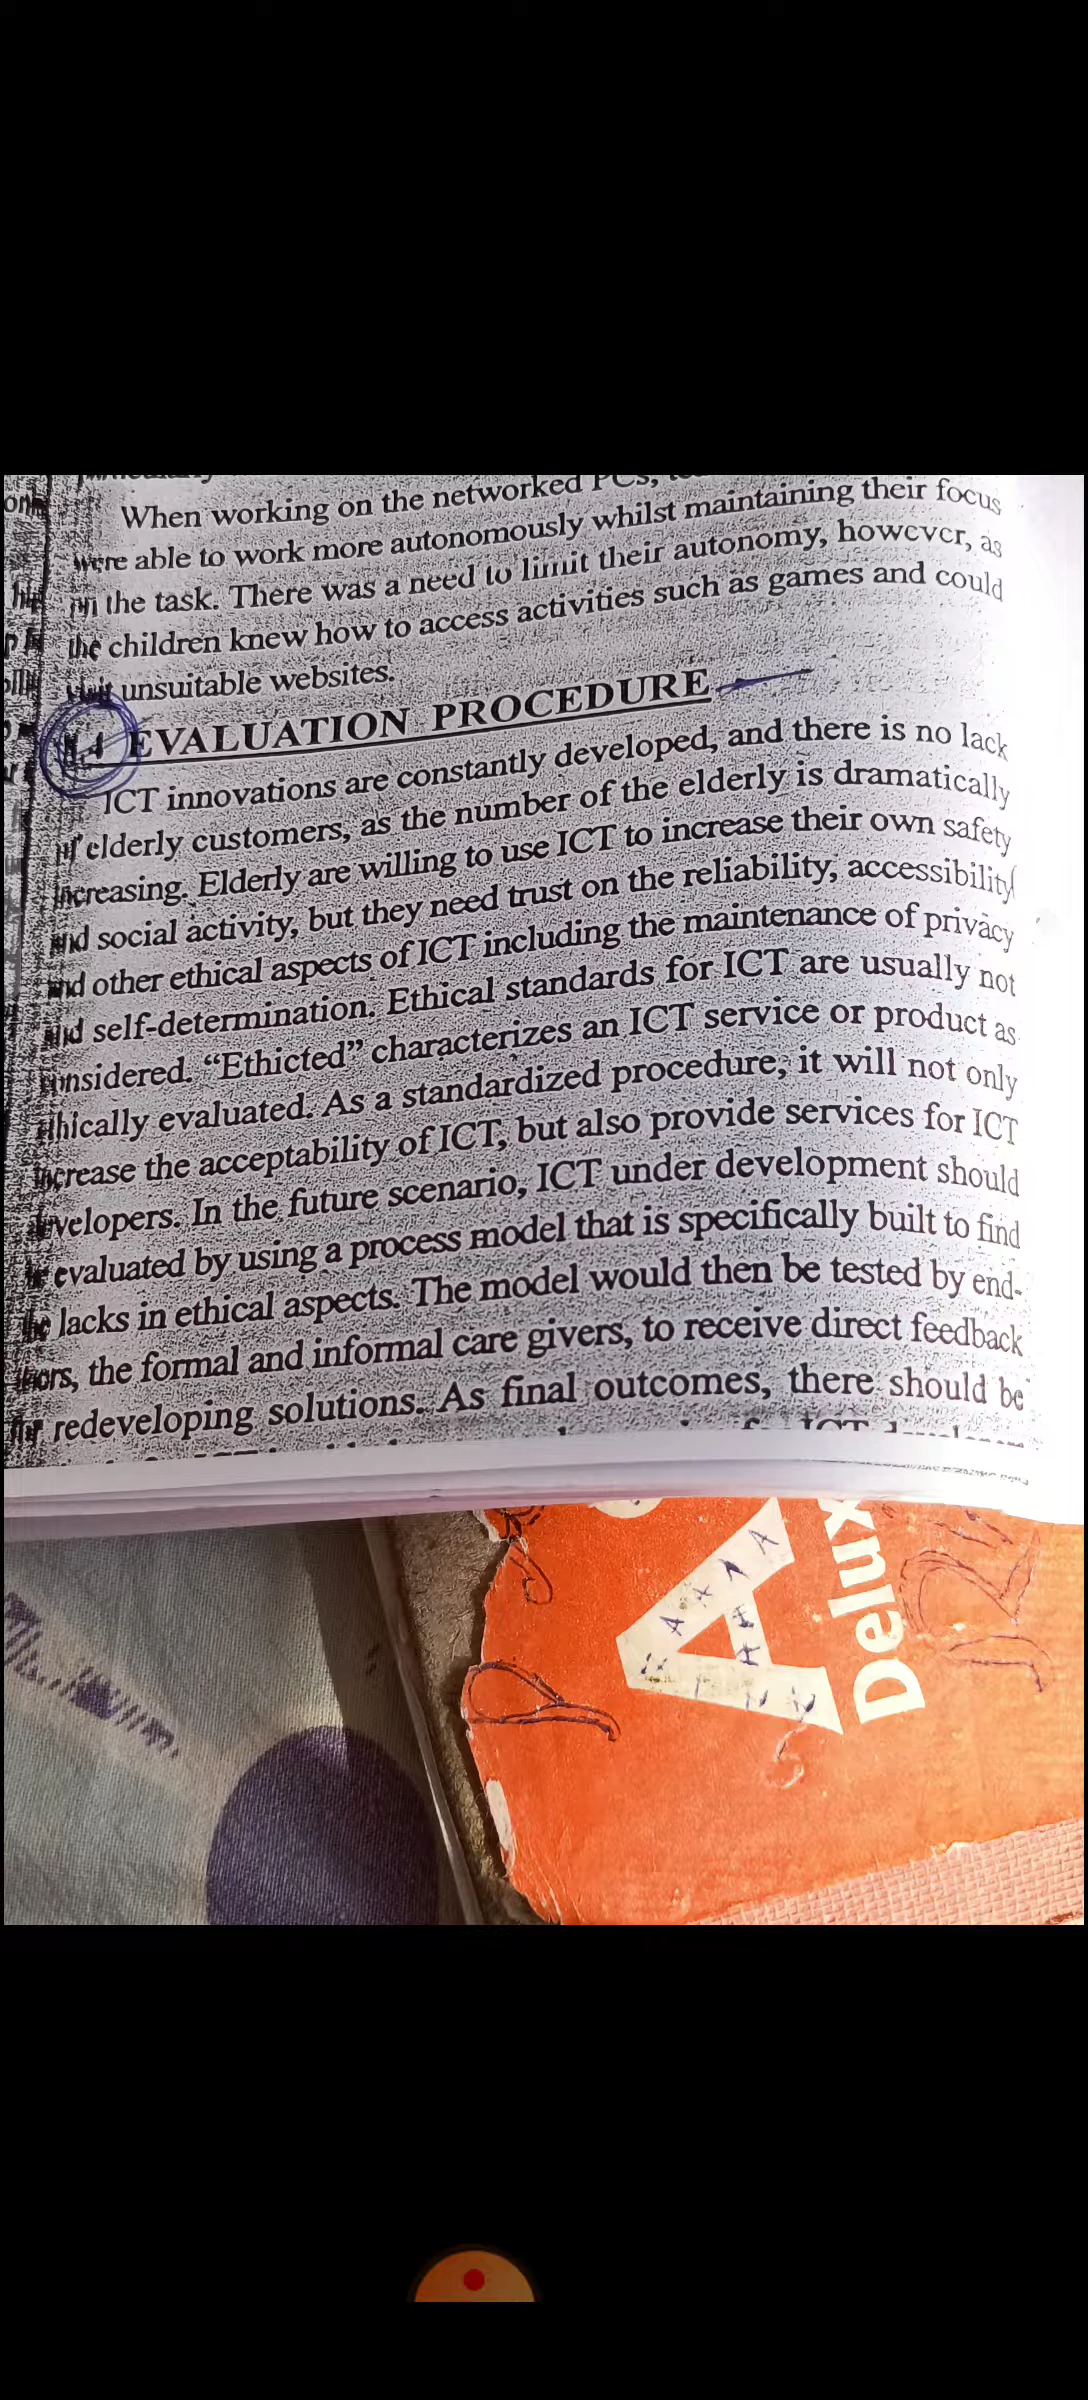 When working on the networked PCs,
were able to work more autonomously whilst maintaining their focus
on the task. There was a need to limit their autonomy, however, as
the children knew how to access activities such as games and could
visit unsuitable websites.
EVALUATION PROCEDURE
ICT innovations are constantly developed, and there is no lack
of elderly customers, as the number of the elderly is dramatically
increasing. Elderly are willing to use ICT to increase their own safety
and social activity, but they need trust on the reliability, accessibility
and other ethical aspects of ICT including the maintenance of privacy
and self-determination. Ethical standards for ICT are usually not
considered. “Ethicted” characterizes an ICT service or product as
ethically evaluated. As a standardized procedure, it will not only
increase the acceptability of ICT, but also provide services for ICT
developers. In the future scenario, ICT under development should
be evaluated by using a process model that is specifically built to find
the lacks in ethical aspects. The model would then be tested by end-
users, the formal and informal care givers, to receive direct feedback
for redeveloping solutions. As final outcomes, there should be
A
Delux